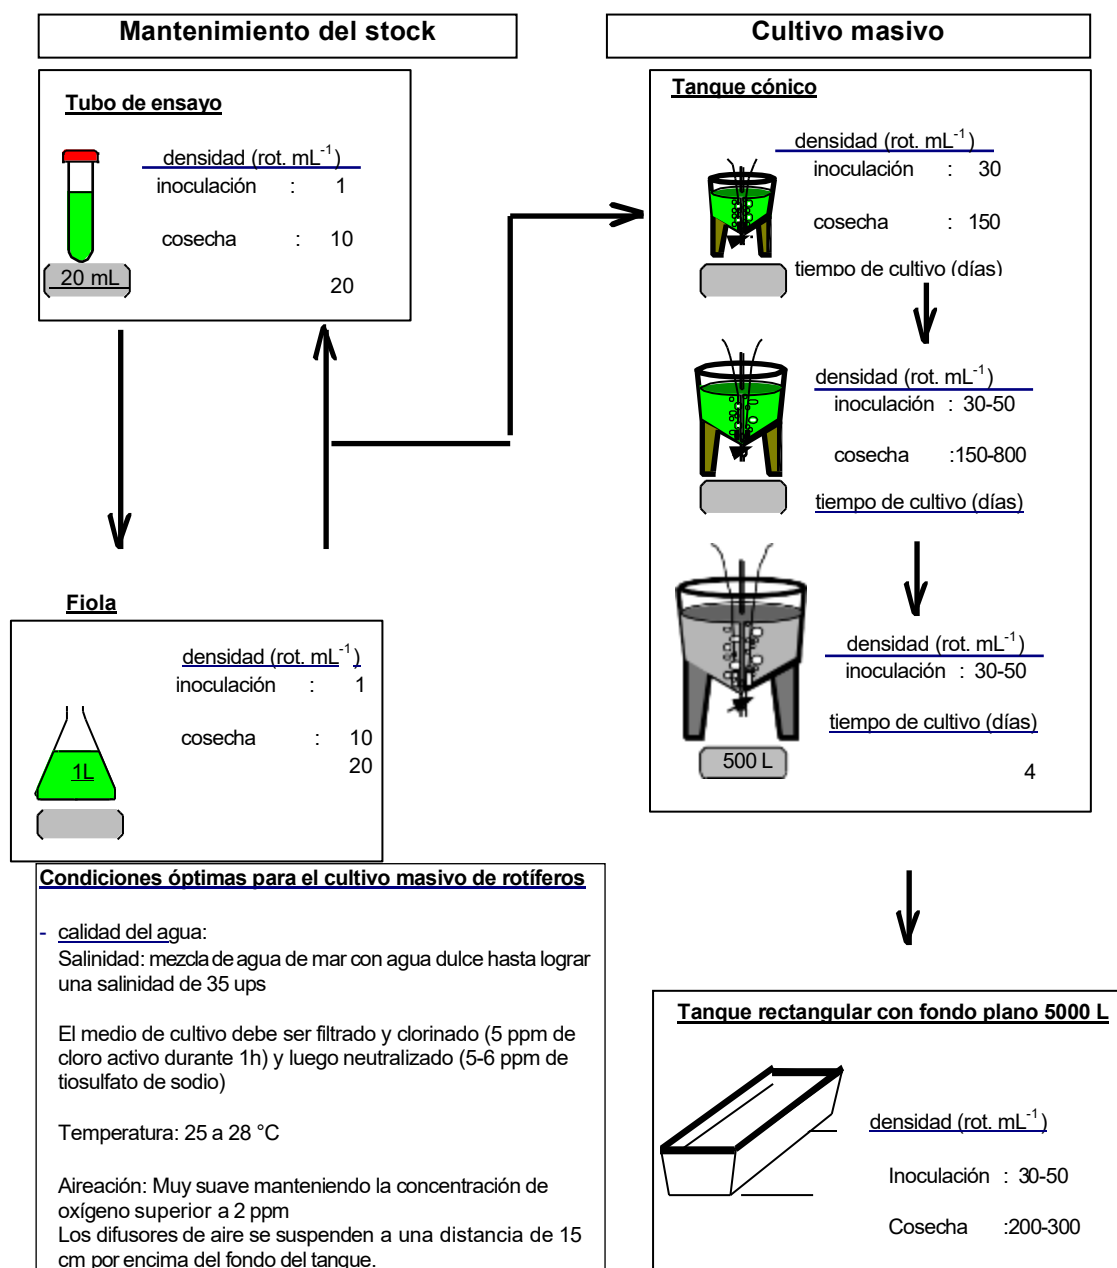 Mantenimiento del stock
Tubo de ensayo
densidad (rot. mL-1)
inoculación : 1
cosecha : 10
20 mL
20
Fiola
densidad (rot. mL-1)
inoculación : 1
cosecha : 10
20
1L
Condiciones óptimas para el cultivo masivo de rotíferos
- calidad del agua:
Salinidad: mezcla de agua de mar con agua dulce hasta lograr
una salinidad de 35 ups
El medio de cultivo debe ser filtrado y clorinado (5 ppm de
cloro activo durante 1h) y luego neutralizado (5-6 ppm de
tiosulfato de sodio)
Temperatura: 25 a 28 °C
Aireación: Muy suave manteniendo la concentración de
oxígeno superior a 2 ppm
Los difusores de aire se suspenden a una distancia de 15
cm por encima del fondo del tanque.
Cultivo masivo
Tanque cónico
densidad (rot. mL-1)
inoculación : 30
cosecha : 150
tiempo de cultivo (días)
densidad (rot. mL-1)
inoculación : 30-50
cosecha :150-800
tiempo de cultivo (días)
densidad (rot. mL-1)
inoculación : 30-50
tiempo de cultivo (días)
500 L
4
Tanque rectangular con fondo plano 5000 L
densidad (rot. mL-1)
Inoculación : 30-50
Cosecha :200-300